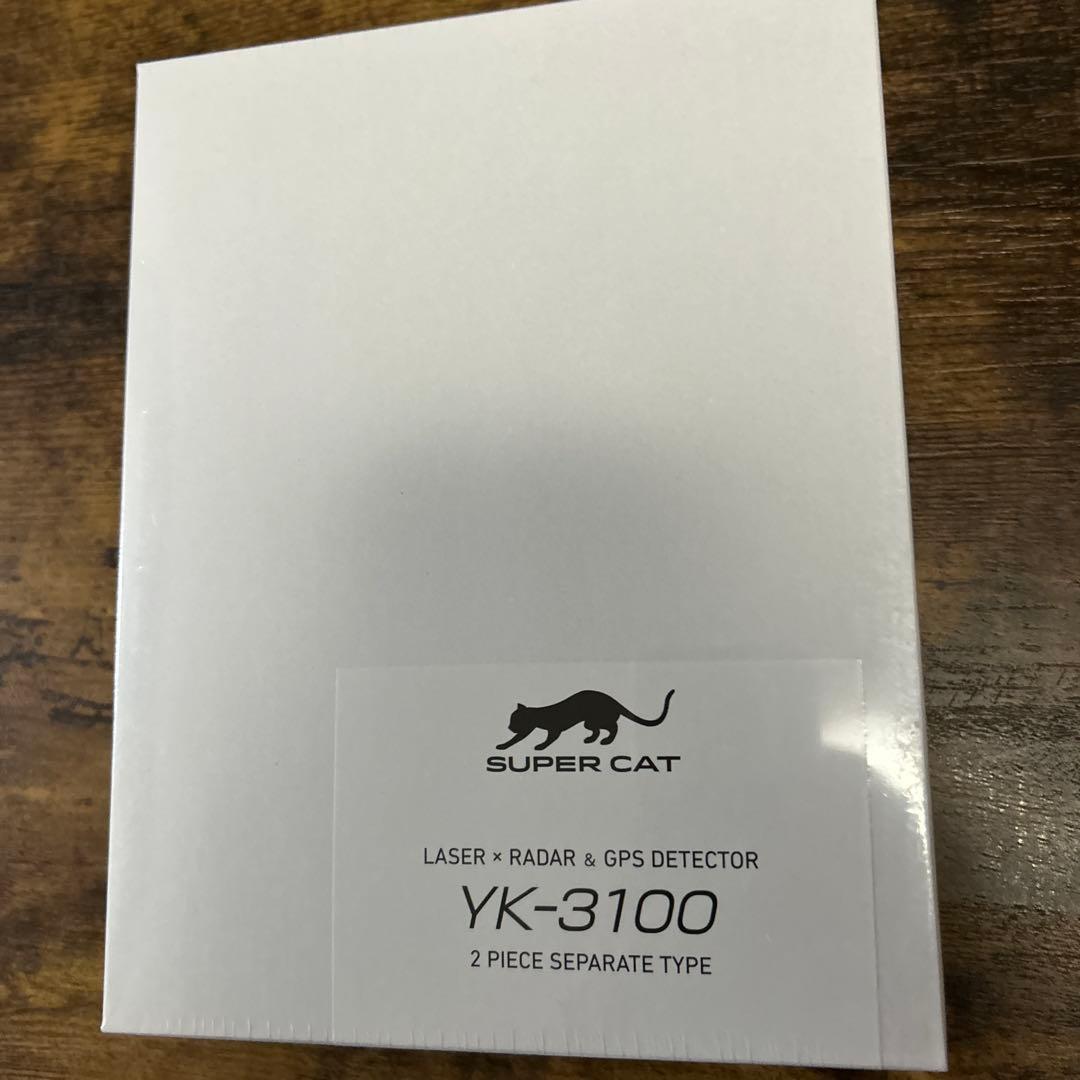 SUPER CAT
LASER × RADAR & GPS DETECTOR
YK-3100
2 PIECE SEPARATE TYPE